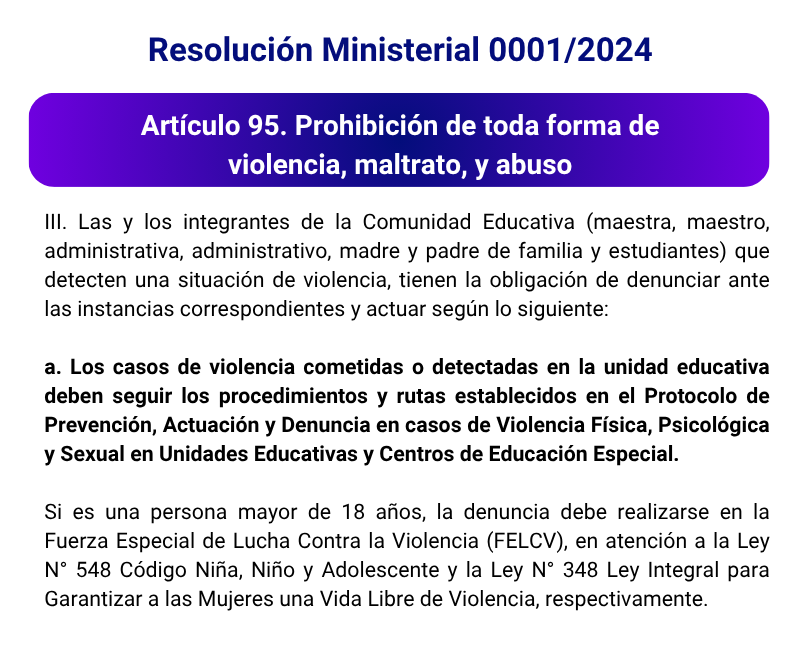 Resolución Ministerial 0001/2024
Artículo 95. Prohibición de toda forma de
violencia, maltrato, y abuso
III. Las y los integrantes de la Comunidad Educativa (maestra, maestro,
administrativa, administrativo, madre y padre de familia y estudiantes) que
detecten una situación de violencia, tienen la obligación de denunciar ante
las instancias correspondientes y actuar según lo siguiente:
a. Los casos de violencia cometidas o detectadas en la unidad educativa
deben seguir los procedimientos y rutas establecidos en el Protocolo de
Prevención, Actuación y Denuncia en casos de Violencia Física, Psicológica
y Sexual en Unidades Educativas y Centros de Educación Especial.
Si es una persona mayor de 18 años, la denuncia debe realizarse en la
Fuerza Especial de Lucha Contra la Violencia (FELCV), en atención a la Ley
N° 548 Código Niña, Niño y Adolescente y la Ley N° 348 Ley Integral para
Garantizar a las Mujeres una Vida Libre de Violencia, respectivamente.